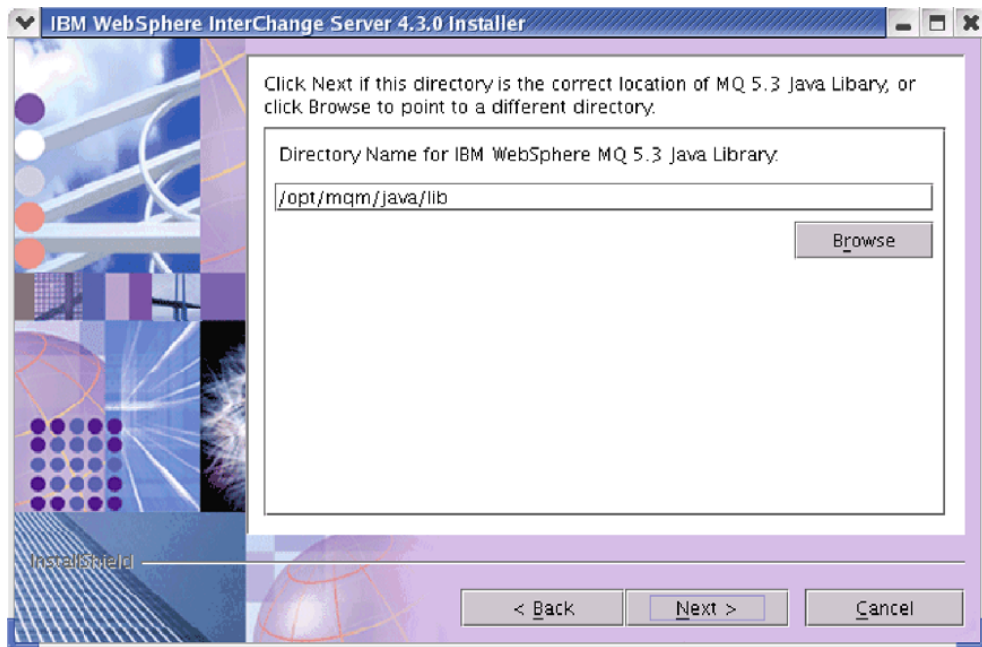 IBM WebSphere InterChange Server 4.3.0 Installer
Click Next if this directory is the correct location of MQ 5.3 Java Libary, or
click Browse to point to a different directory.
Directory Name for IBM WebSphere MQ 5.3 Java Library:
/opt/mqm/java/lib
Browse
InstallShield
< Back
Next >
Cancel